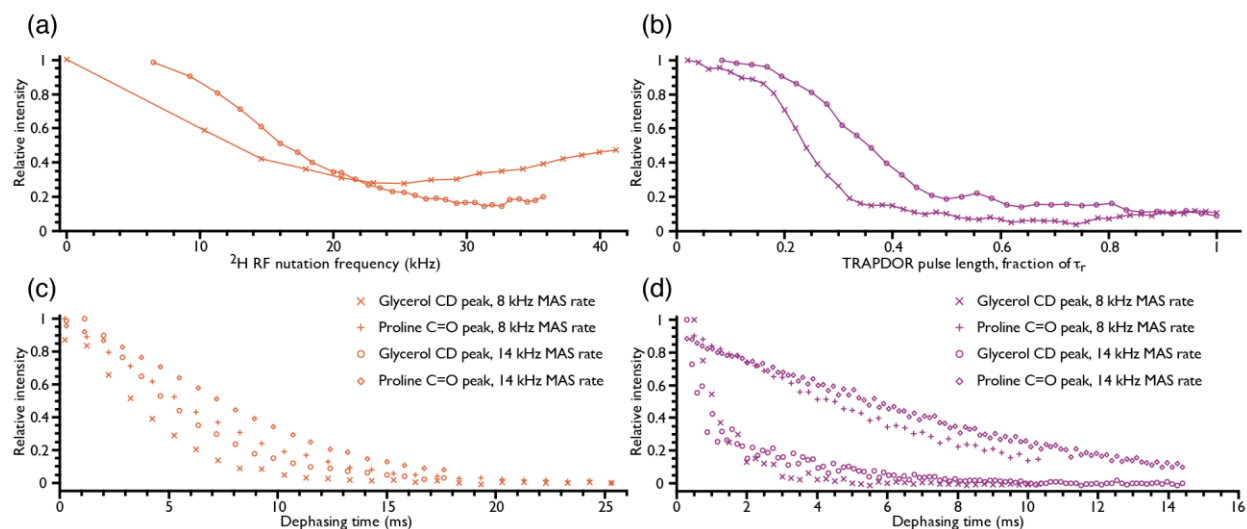 (a)
(b)
Relative intensity
1
0.8
0.6
0.4
0.2
0
0
10
20
30
40
²H RF nutation frequency (kHz)
Relative intensity
1
0.8
0.6
0.4
0.2
0
0
0.2
0.4
0.6
0.8
1
TRAPDOR pulse length, fraction of τr
(c)
(d)
Relative intensity
1
0.8
0.6
0.4
0.2
0
Glycerol CD peak, 8 kHz MAS rate
Proline C=O peak, 8 kHz MAS rate
Glycerol CD peak, 14 kHz MAS rate
Proline C=O peak, 14 kHz MAS rate
0
5
10
15
20
25
Dephasing time (ms)
Relative intensity
1
0.8
0.6
0.4
0.2
0
Glycerol CD peak, 8 kHz MAS rate
Proline C=O peak, 8 kHz MAS rate
Glycerol CD peak, 14 kHz MAS rate
Proline C=O peak, 14 kHz MAS rate
0
2
4
6
8
10
12
14
16
Dephasing time (ms)